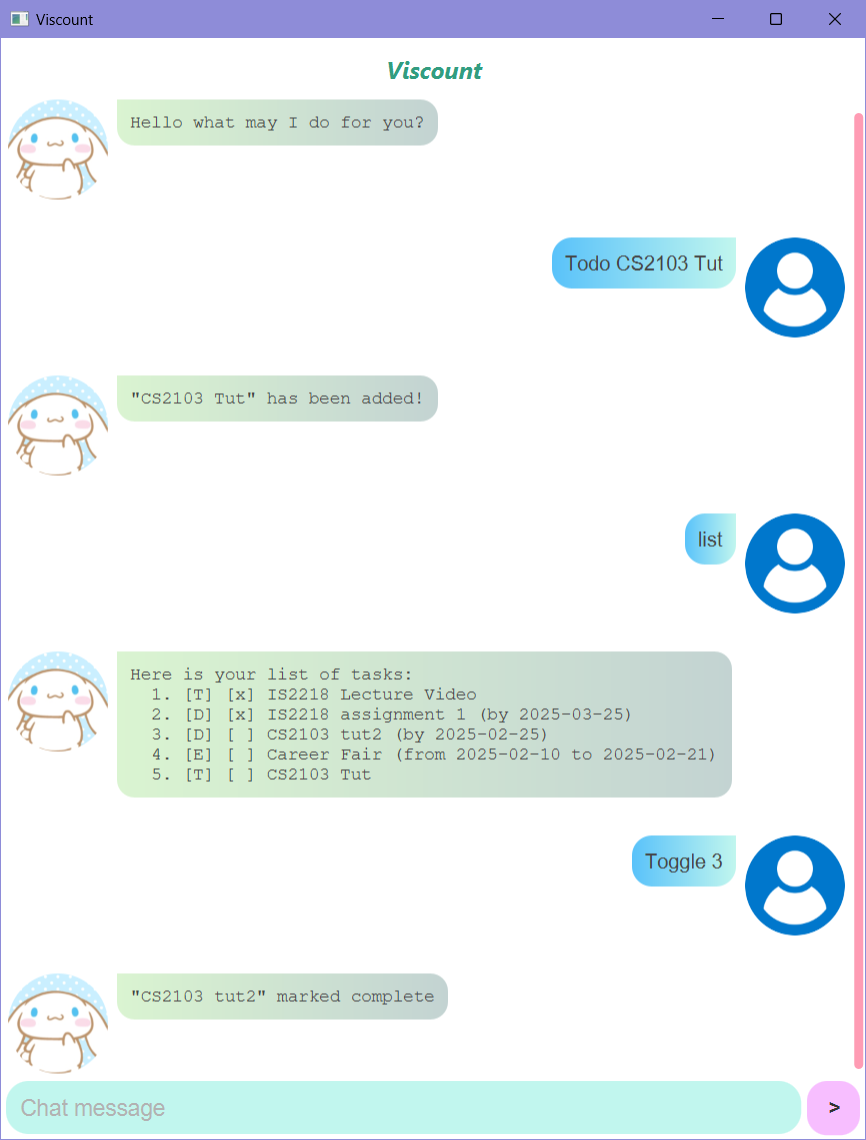 Viscount
Viscount
Hello what may I do for you?
Todo CS2103 Tut
"CS2103 Tut" has been added!
list
Here is your list of tasks:
1. [T] [x] IS2218 Lecture Video
2. [D] [x] IS2218 assignment 1 (by 2025-03-25)
3. [D] [ ] CS2103 tut2 (by 2025-02-25)
4. [E] [ ] Career Fair (from 2025-02-10 to 2025-02-21)
5. [T] [ ] CS2103 Tut
Toggle 3
"CS2103 tut2" marked complete
Chat message
>